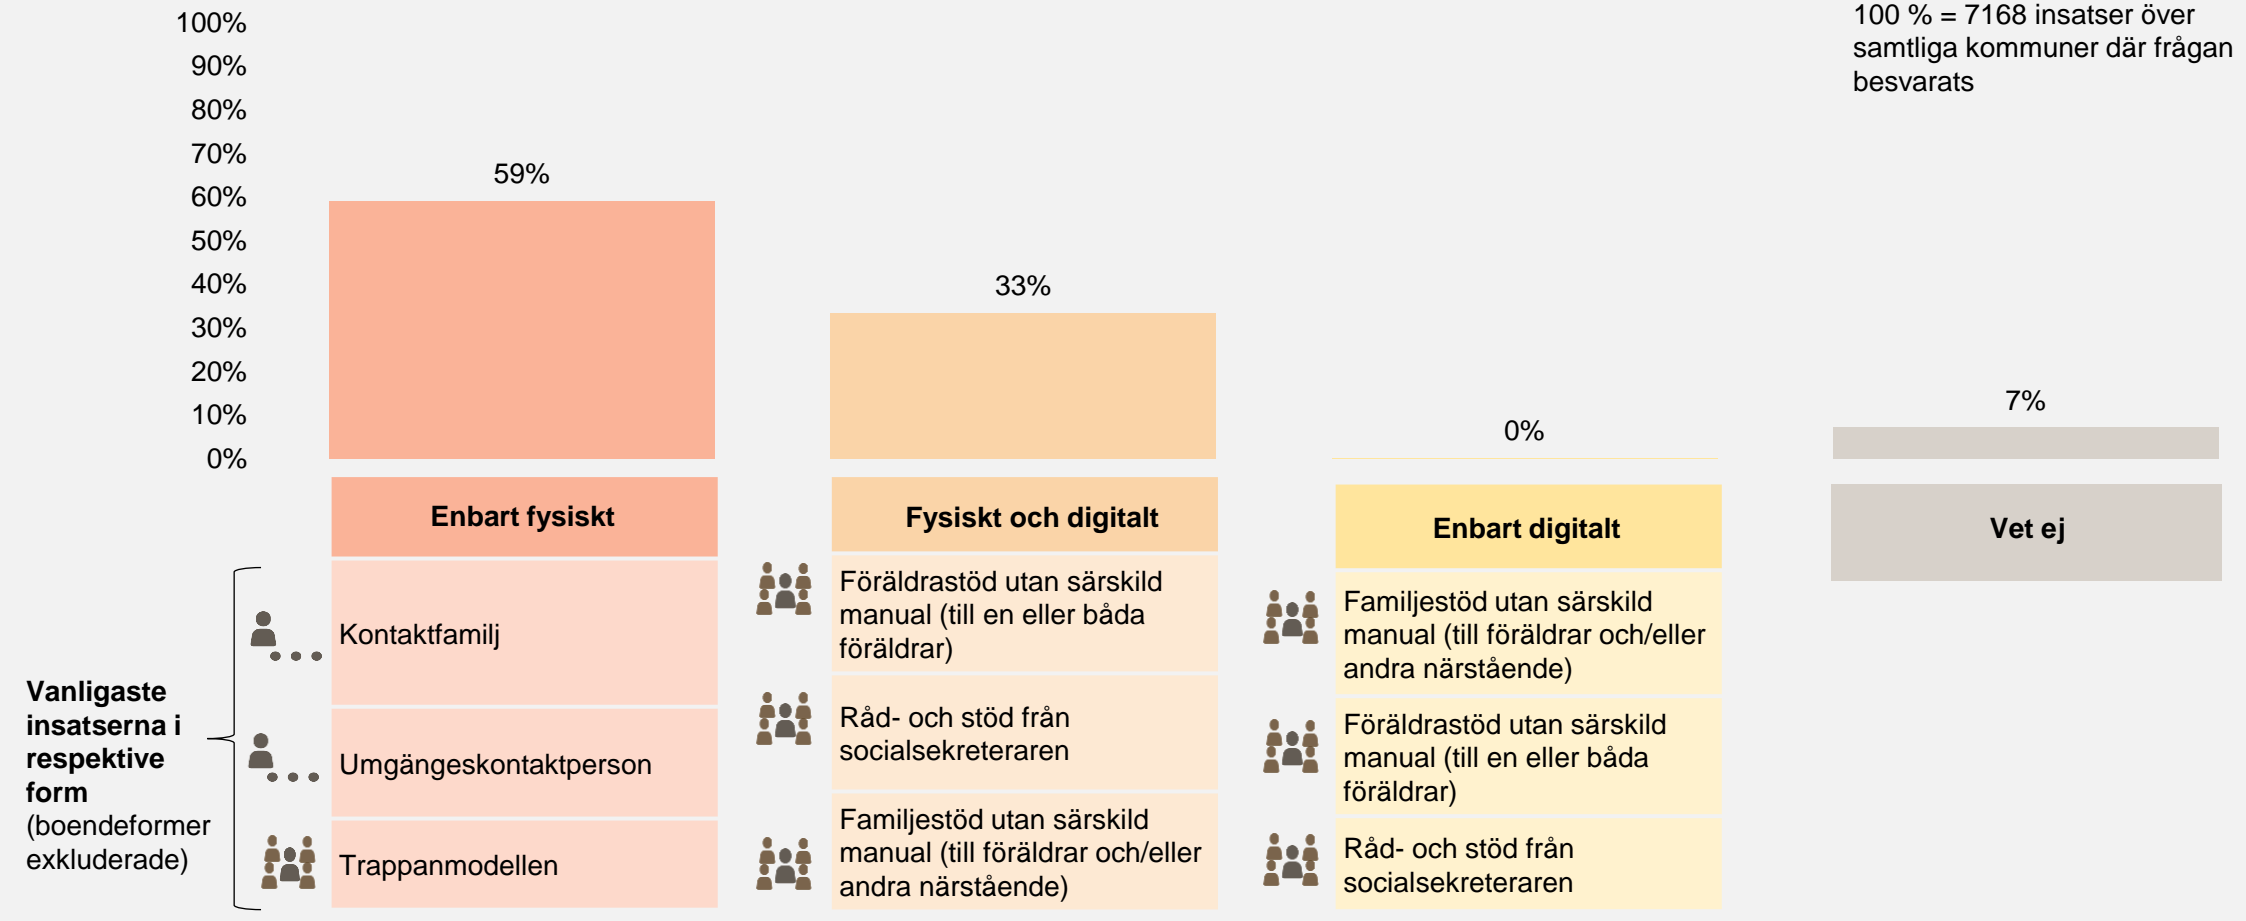 100 % = 7168 insatser över
samtliga kommuner där frågan
besvarats
100%
90%
80%
70%
60%
50%
40%
30%
20%
10%
0%
59%
33%
0%
7%
Enbart fysiskt
Fysiskt och digitalt
Enbart digitalt
Vet ej
Vanligaste
insatserna i
respektive
form
(boendeformer
exkluderade)
Kontaktfamilj
Umgängeskontaktperson
Trappanmodellen
Föräldrastöd utan särskild
manual (till en eller båda
föräldrar)
Råd- och stöd från
socialsekreteraren
Familjestöd utan särskild
manual (till föräldrar och/eller
andra närstående)
Familjestöd utan särskild
manual (till föräldrar och/eller
andra närstående)
Föräldrastöd utan särskild
manual (till en eller båda
föräldrar)
Råd- och stöd från
socialsekreteraren